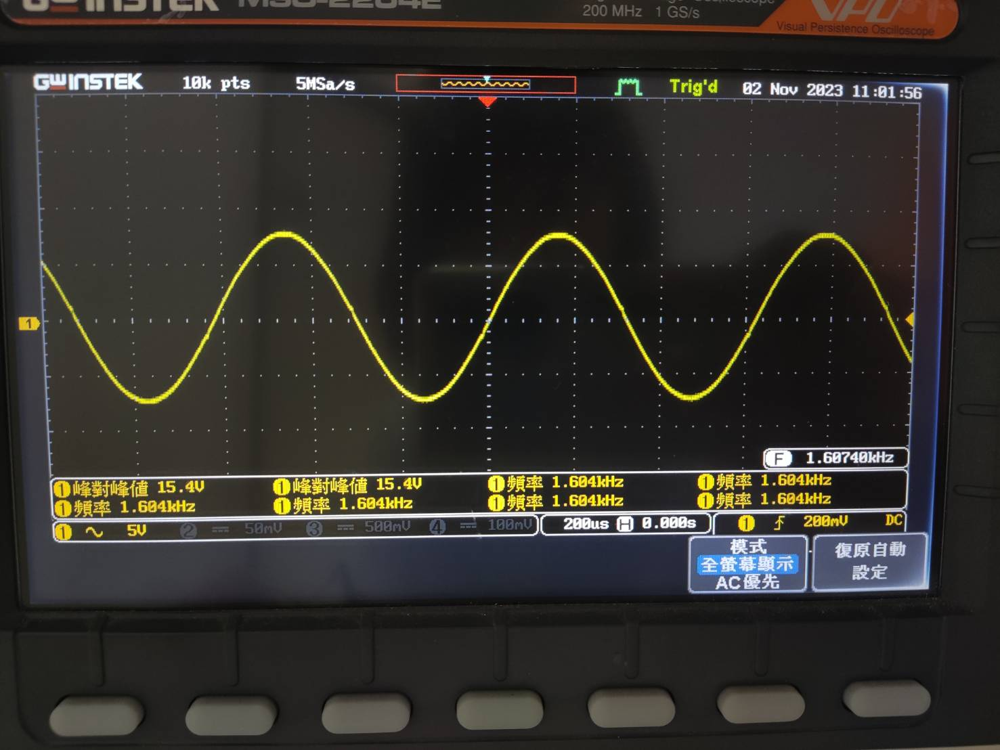 GWINSTEK MSO-2204E
200 MHz 1 GS/s
VPO
Visual Persistence Oscilloscope
GWINSTEK 10k pts 5MSa/s Trig'd 02 Nov 2023 11:01:56
1
F 1.60740kHz
1 峰對峰值 15.4V 1 峰對峰值 15.4V 1 頻率 1.604kHz 1 頻率 1.604kHz
1 頻率 1.604kHz 1 頻率 1.604kHz 1 頻率 1.604kHz 1 頻率 1.604kHz
1 5V 2 50mV 3 500mV 4 100mV 200us H 0.000s 1 200mV DC
模式
全螢幕顯示
AC優先
復原自動
設定